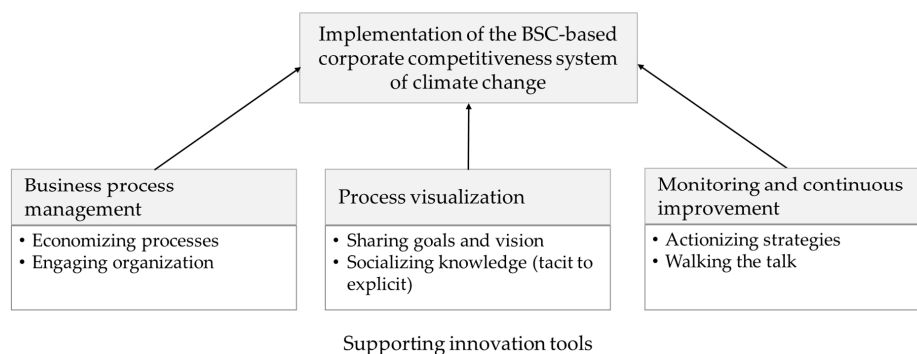 Implementation of the BSC-based
corporate competitiveness system
of climate change
Business process
management
• Economizing processes
• Engaging organization
Process visualization
• Sharing goals and vision
• Socializing knowledge (tacit to
explicit)
Monitoring and continuous
improvement
• Actionizing strategies
• Walking the talk
Supporting innovation tools